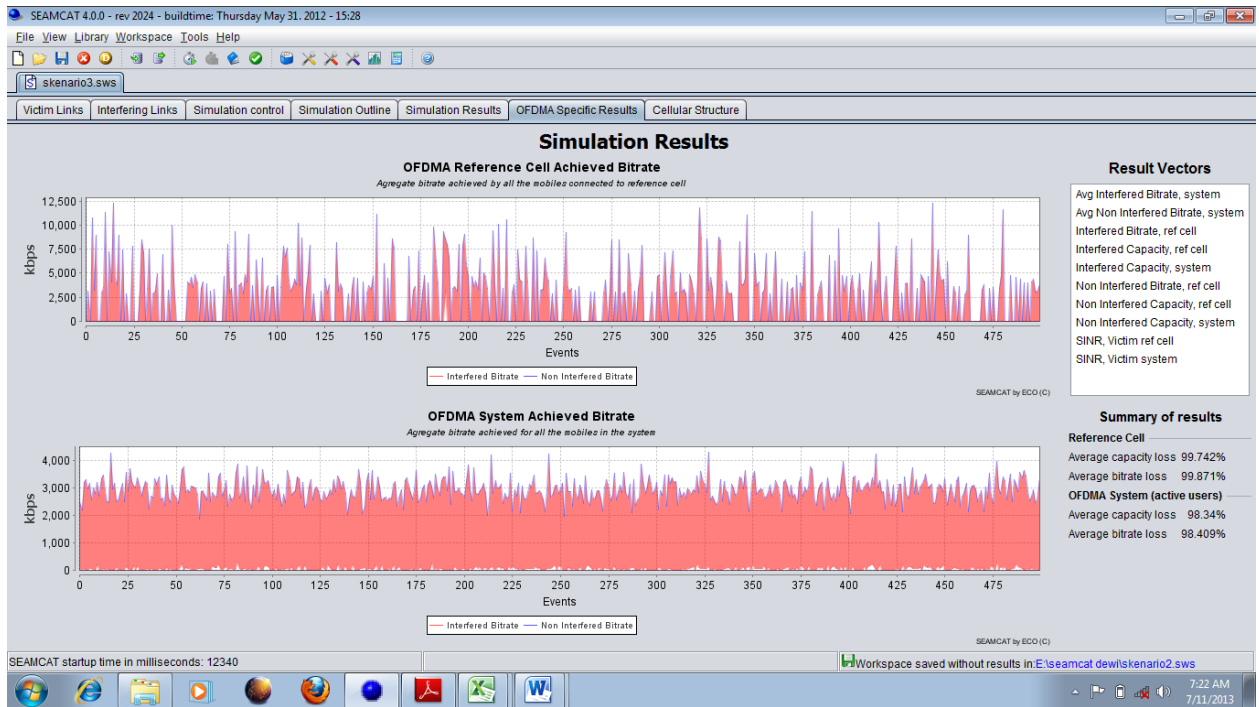 SEAMCAT 4.0.0 - rev 2024 - buildtime: Thursday May 31. 2012 - 15:28
File View Library Workspace Tools Help
skenario3.sws
Victim Links Interfering Links Simulation control Simulation Outline Simulation Results OFDMA Specific Results Cellular Structure
Simulation Results
OFDMA Reference Cell Achieved Bitrate
Agregate bitrate achieved by all the mobiles connected to reference cell
12,500
10,000
7,500
5,000
2,500
0
kbps
0 25 50 75 100 125 150 175 200 225 250 275 300 325 350 375 400 425 450 475
Events
Interfered Bitrate Non Interfered Bitrate
SEAMCAT by ECO (C)
OFDMA System Achieved Bitrate
Agregate bitrate achieved for all the mobiles in the system
4,000
3,000
2,000
1,000
0
kbps
0 25 50 75 100 125 150 175 200 225 250 275 300 325 350 375 400 425 450 475
Events
Interfered Bitrate Non Interfered Bitrate
SEAMCAT by ECO (C)
Result Vectors
Avg Interfered Bitrate, system
Avg Non Interfered Bitrate, system
Interfered Bitrate, ref cell
Interfered Capacity, ref cell
Interfered Capacity, system
Non Interfered Bitrate, ref cell
Non Interfered Capacity, ref cell
Non Interfered Capacity, system
SINR, Victim ref cell
SINR, Victim system
Summary of results
Reference Cell
Average capacity loss 99.742%
Average bitrate loss 99.871%
OFDMA System (active users)
Average capacity loss 98.34%
Average bitrate loss 98.409%
SEAMCAT startup time in milliseconds: 12340
Workspace saved without results in:E:\seamcat dewi\skenario2.sws
7:22 AM
7/11/2013